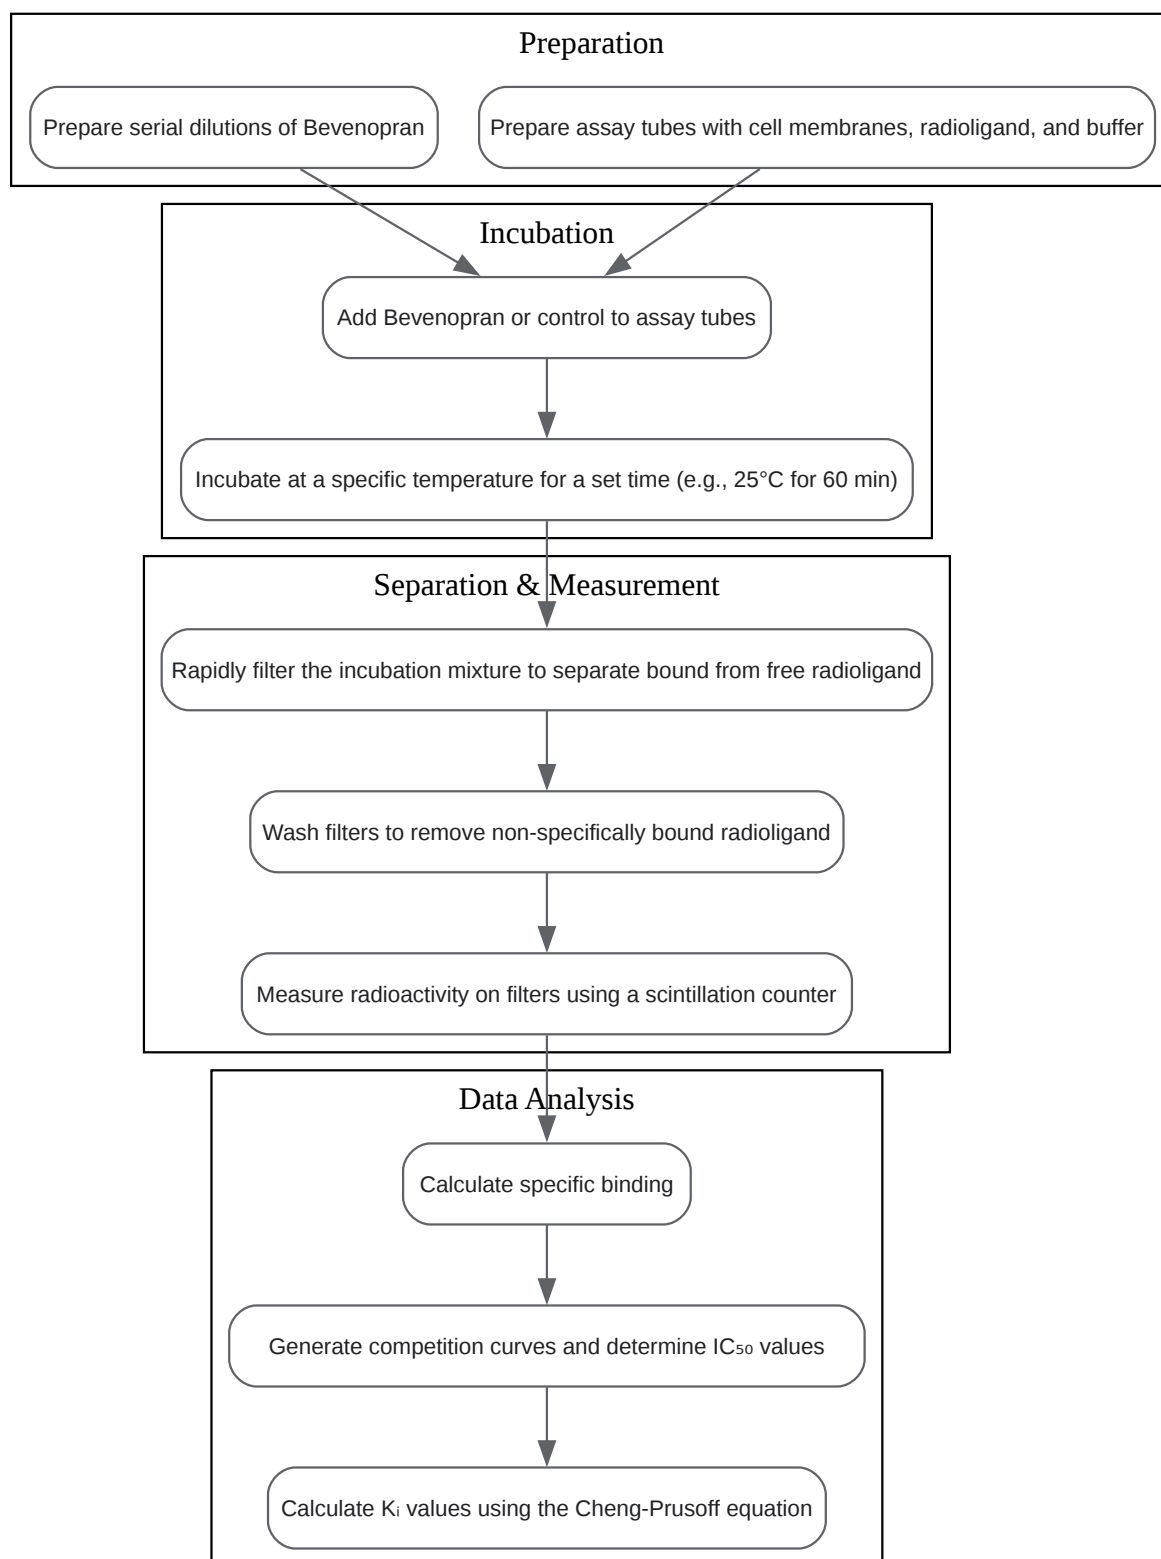 Preparation
Prepare serial dilutions of Bevenopran
Prepare assay tubes with cell membranes, radioligand, and buffer
Incubation
Add Bevenopran or control to assay tubes
Incubate at a specific temperature for a set time (e.g., 25°C for 60 min)
Separation & Measurement
Rapidly filter the incubation mixture to separate bound from free radioligand
Wash filters to remove non-specifically bound radioligand
Measure radioactivity on filters using a scintillation counter
Data Analysis
Calculate specific binding
Generate competition curves and determine IC₅₀ values
Calculate Kᵢ values using the Cheng-Prusoff equation